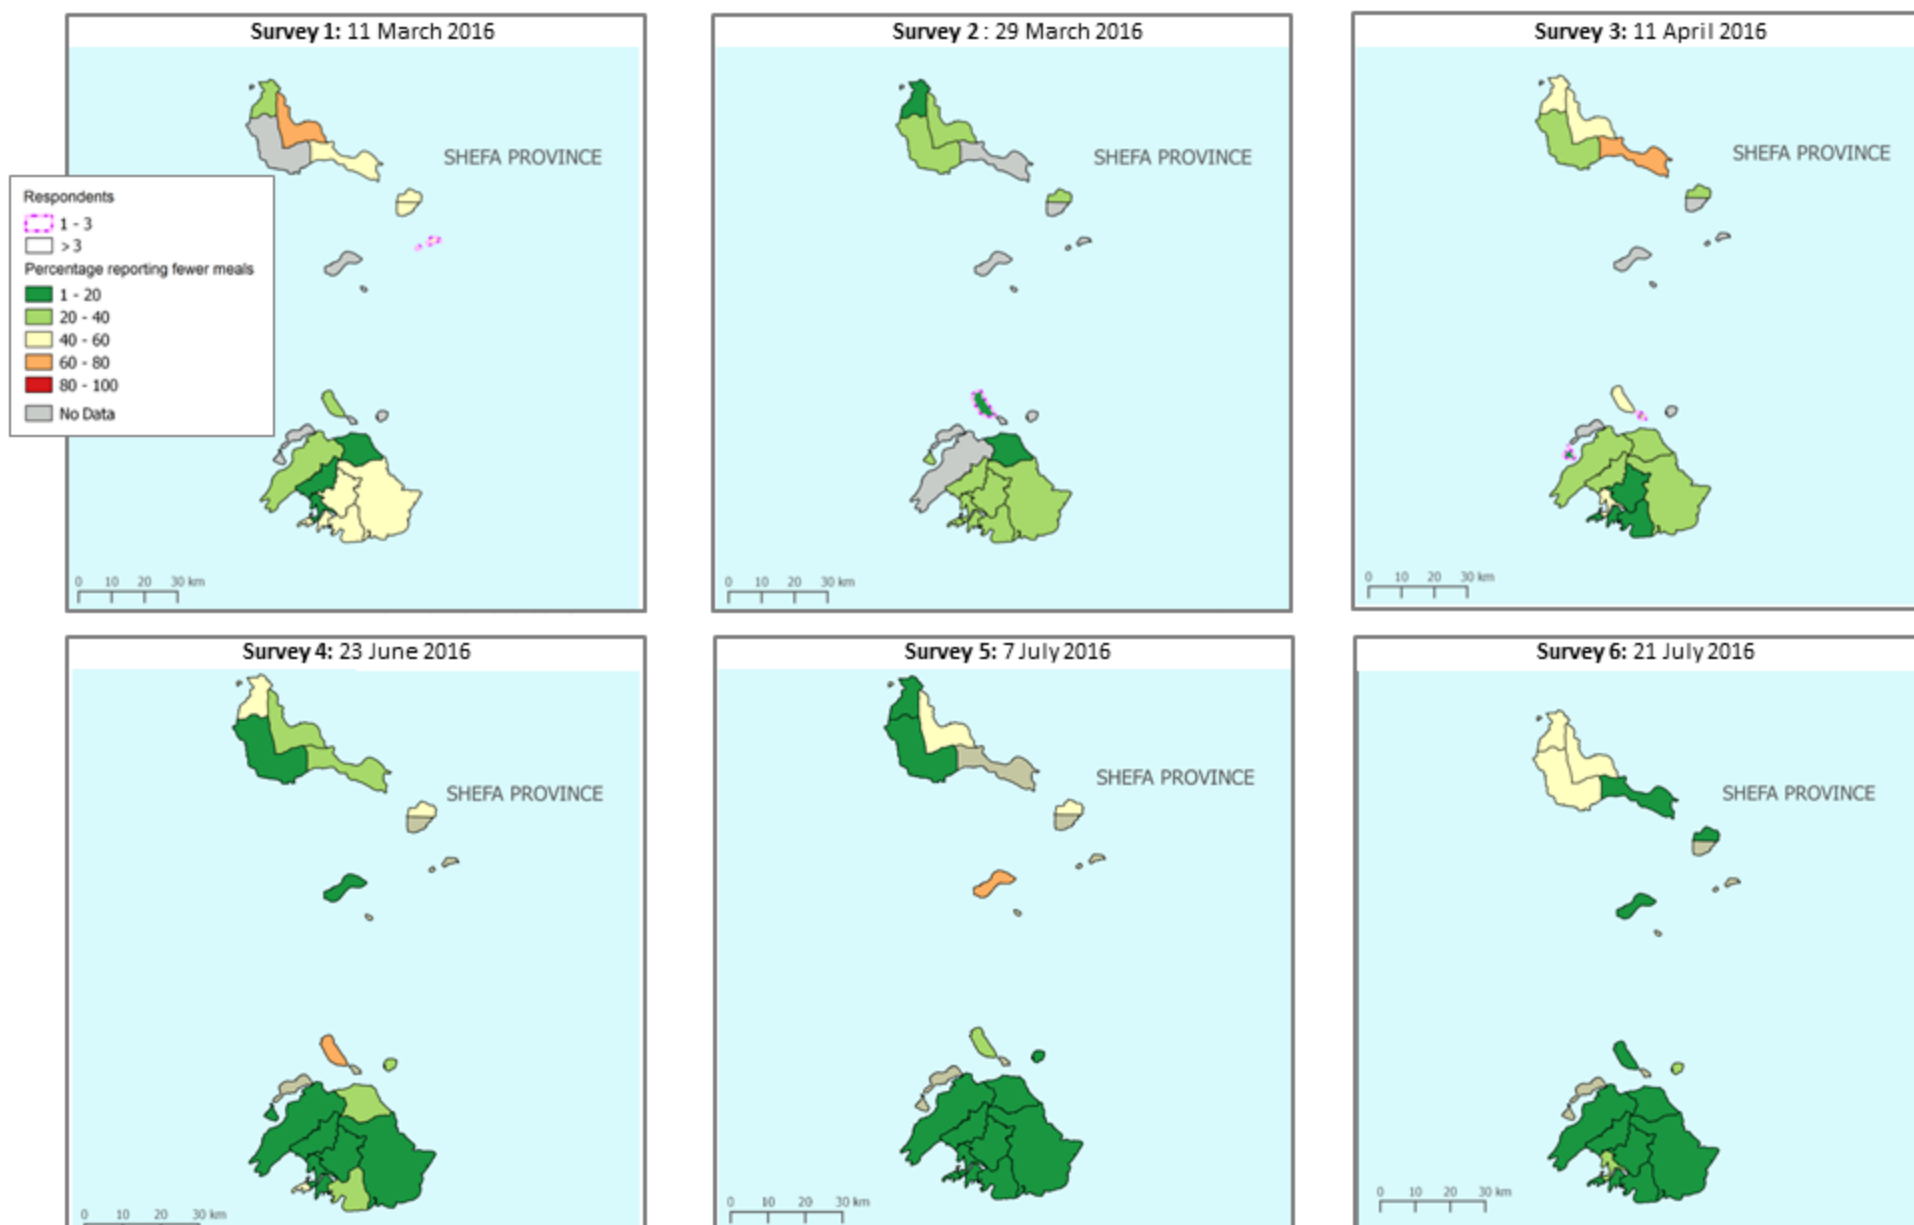 Survey 1: 11 March 2016
Survey 2 : 29 March 2016
Survey 3: 11 April 2016
SHEFA PROVINCE
SHEFA PROVINCE
SHEFA PROVINCE
Respondents
1 - 3
> 3
Percentage reporting fewer meals
1 - 20
20 - 40
40 - 60
60 - 80
80 - 100
No Data
0 10 20 30 km
0 10 20 30 km
0 10 20 30 km
Survey 4: 23 June 2016
Survey 5: 7 July 2016
Survey 6: 21 July 2016
SHEFA PROVINCE
SHEFA PROVINCE
SHEFA PROVINCE
0 10 20 30 km
0 10 20 30 km
0 10 20 30 km